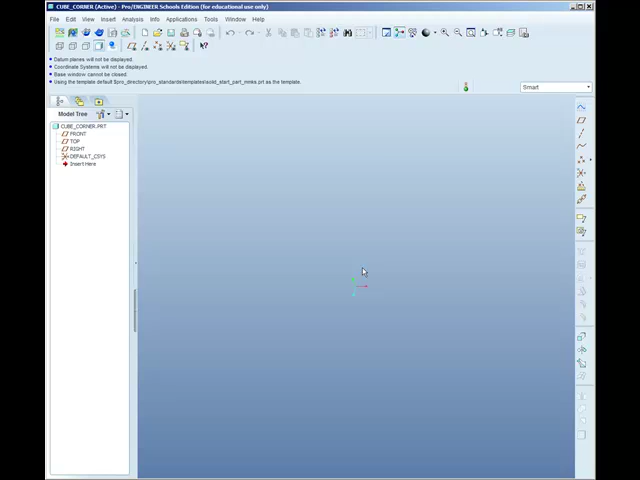 CUBE_CORNER (Active) - Pro/ENGINEER Schools Edition (for educational use only)
File Edit View Insert Analysis Info Applications Tools Window Help
Datum planes will not be displayed.
Coordinate Systems will not be displayed.
Base window cannot be closed.
Using the template default $pro_directory\pro_standards\templates\solid_start_part_mmks.prt as the template.
Smart
Model Tree
CUBE_CORNER.PRT
FRONT
TOP
RIGHT
DEFAULT_CSYS
Insert Here